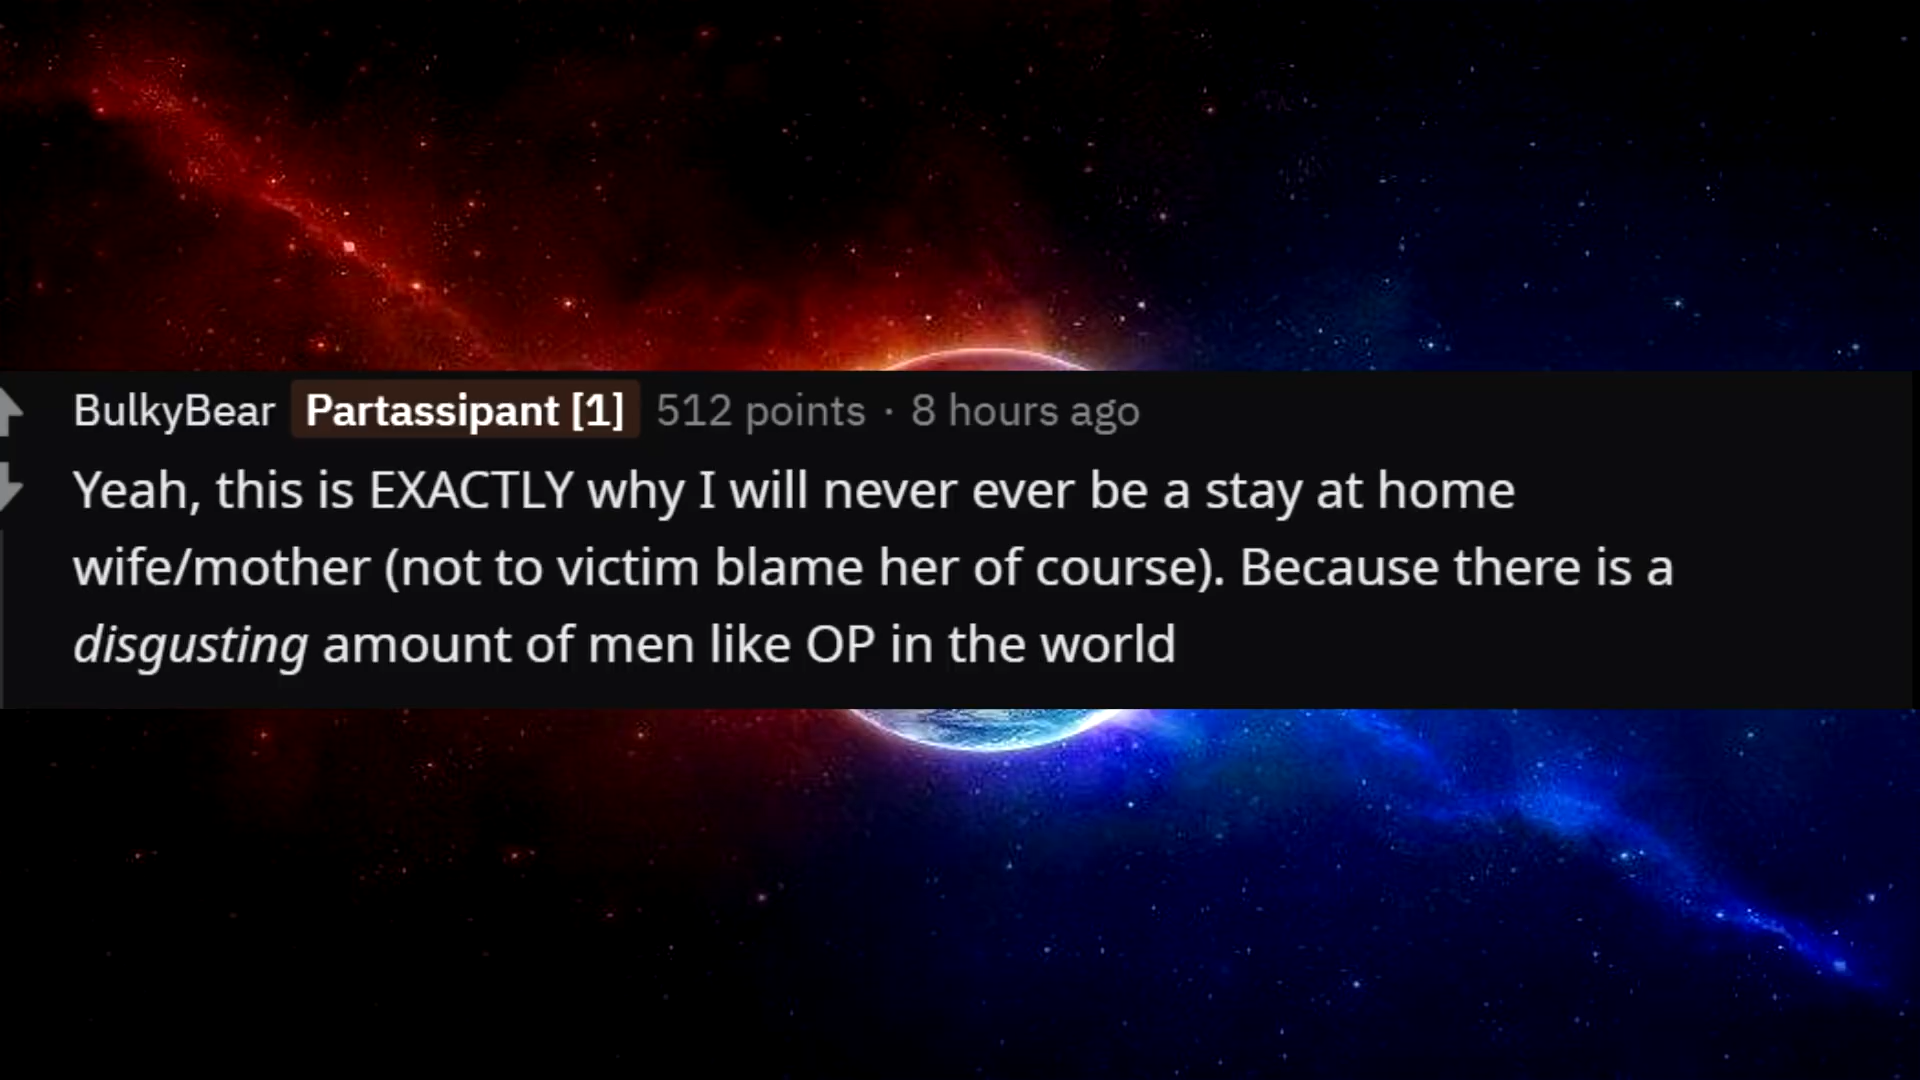 BulkyBear Partassipant [1] 512 points · 8 hours ago
Yeah, this is EXACTLY why I will never ever be a stay at home
wife/mother (not to victim blame her of course). Because there is a
disgusting amount of men like OP in the world